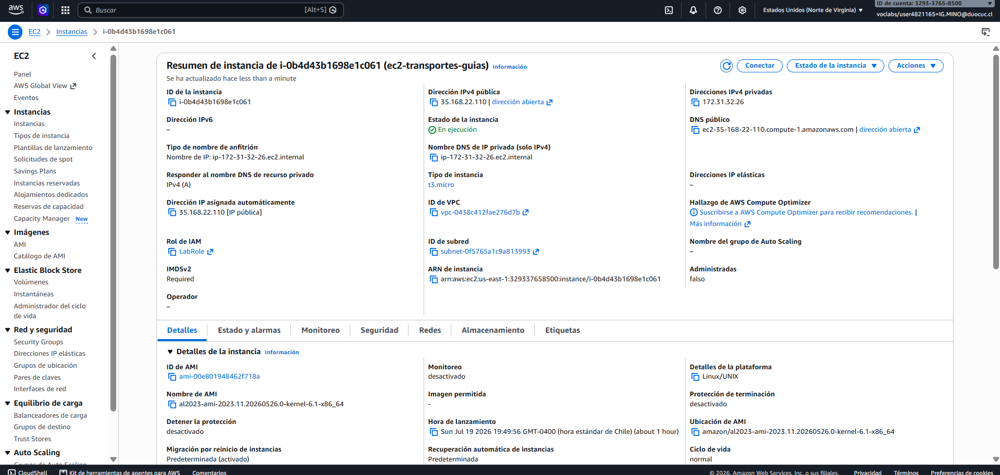 aws
Buscar
[Alt+S]
Estados Unidos (Norte de Virginia)
ID de cuenta: 3293-3765-8500
voclabs/user4821165=IG.MINO@duocuc.cl
EC2
Instancias
i-0b4d43b1698e1c061
EC2
Panel
AWS Global View
Eventos
Instancias
Instancias
Tipos de instancia
Plantillas de lanzamiento
Solicitudes de spot
Savings Plans
Instancias reservadas
Alojamientos dedicados
Reservas de capacidad
Capacity Manager New
Imágenes
AMI
Catálogo de AMI
Elastic Block Store
Volúmenes
Instantáneas
Administrador del ciclo
de vida
Red y seguridad
Security Groups
Direcciones IP elásticas
Grupos de ubicación
Pares de claves
Interfaces de red
Equilibrio de carga
Balanceadores de carga
Grupos de destino
Trust Stores
Auto Scaling
Grupos de Auto Scaling
Resumen de instancia de i-0b4d43b1698e1c061 (ec2-transportes-guias) Información
Se ha actualizado hace less than a minute
Conectar
Estado de la instancia
Acciones
ID de la instancia
i-0b4d43b1698e1c061
Dirección IPv4 pública
35.168.22.110 | dirección abierta
Direcciones IPv4 privadas
172.31.32.26
Dirección IPv6
–
Estado de la instancia
En ejecución
DNS público
ec2-35-168-22-110.compute-1.amazonaws.com | dirección abierta
Tipo de nombre de anfitrión
Nombre de IP: ip-172-31-32-26.ec2.internal
Nombre DNS de IP privada (solo IPv4)
ip-172-31-32-26.ec2.internal
Responder al nombre DNS de recurso privado
IPv4 (A)
Tipo de instancia
t3.micro
Direcciones IP elásticas
–
Dirección IP asignada automáticamente
35.168.22.110 [IP pública]
ID de VPC
vpc-0438c412fae276d7b
Hallazgo de AWS Compute Optimizer
Suscribirse a AWS Compute Optimizer para recibir recomendaciones. |
Más información
Rol de IAM
LabRole
ID de subred
subnet-0f5765a1c9a813993
Nombre del grupo de Auto Scaling
–
IMDSv2
Required
ARN de instancia
arn:aws:ec2:us-east-1:329337658500:instance/i-0b4d43b1698e1c061
Administradas
falso
Operador
–
Detalles
Estado y alarmas
Monitoreo
Seguridad
Redes
Almacenamiento
Etiquetas
Detalles de la instancia Información
ID de AMI
ami-00e801948462f718a
Monitoreo
desactivado
Detalles de la plataforma
Linux/UNIX
Nombre de AMI
al2023-ami-2023.11.20260526.0-kernel-6.1-x86_64
Imagen permitida
-
Protección de terminación
desactivado
Detener la protección
desactivado
Hora de lanzamiento
Sun Jul 19 2026 19:49:56 GMT-0400 (hora estándar de Chile) (about 1 hour)
Ubicación de AMI
amazon/al2023-ami-2023.11.20260526.0-kernel-6.1-x86_64
Migración por reinicio de instancias
Predeterminada (activado)
Recuperación automática de instancias
Predeterminada
Ciclo de vida
normal
CloudShell
Kit de herramientas de agentes para AWS
Comentarios
© 2026, Amazon Web Services, Inc. o sus filiales.
Privacidad
Términos
Preferencias de cookies